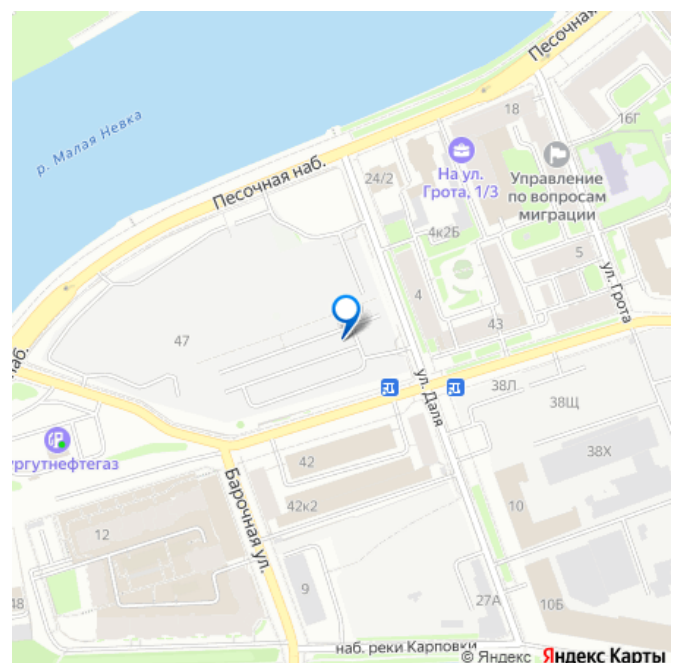 Песочная
18
16Г
р. Малая Невка
На ул.
Грота, 1/3
Управление
по вопросам
миграции
Песочная наб.
24/2
4к2Б
5
ул. Грота
4
43
47
ул. Даля
38Л
38Щ
ургутнефтегаз
42
38Х
42к2
10
Барочная ул.
12
9
48
27А
10Б
наб. реки Карповки
© Яндекс
Яндекс Карты